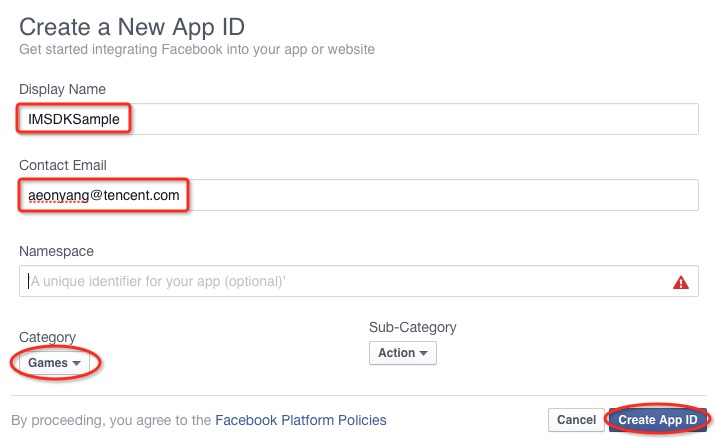 Create a New App ID
Get started integrating Facebook into your app or website
Display Name
IMSDKSample
Contact Email
aeonyang@tencent.com
Namespace
'A unique identifier for your app (optional)'
Category
Sub-Category
Games
Action
By proceeding, you agree to the Facebook Platform Policies
Cancel
Create App ID